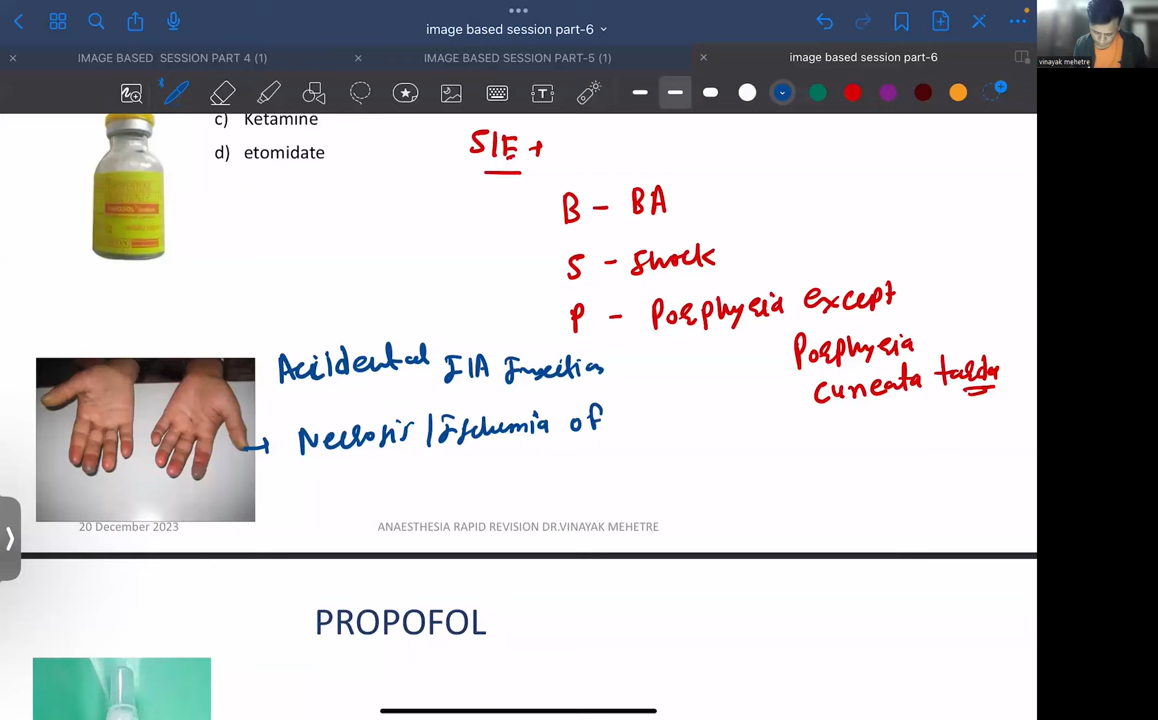 image based session part-6
IMAGE BASED SESSION PART 4 (1)
IMAGE BASED SESSION PART-5 (1)
image based session part-6
vinayak mehetre
c) Ketamine
d) etomidate
S/E +
B - BA
S - Shock
P - Porphyria except
Porphyria
cuneata tarda
Accidental I/A Injection
→ Necrosis / Ischemia of
20 December 2023
ANAESTHESIA RAPID REVISION DR.VINAYAK MEHETRE
PROPOFOL